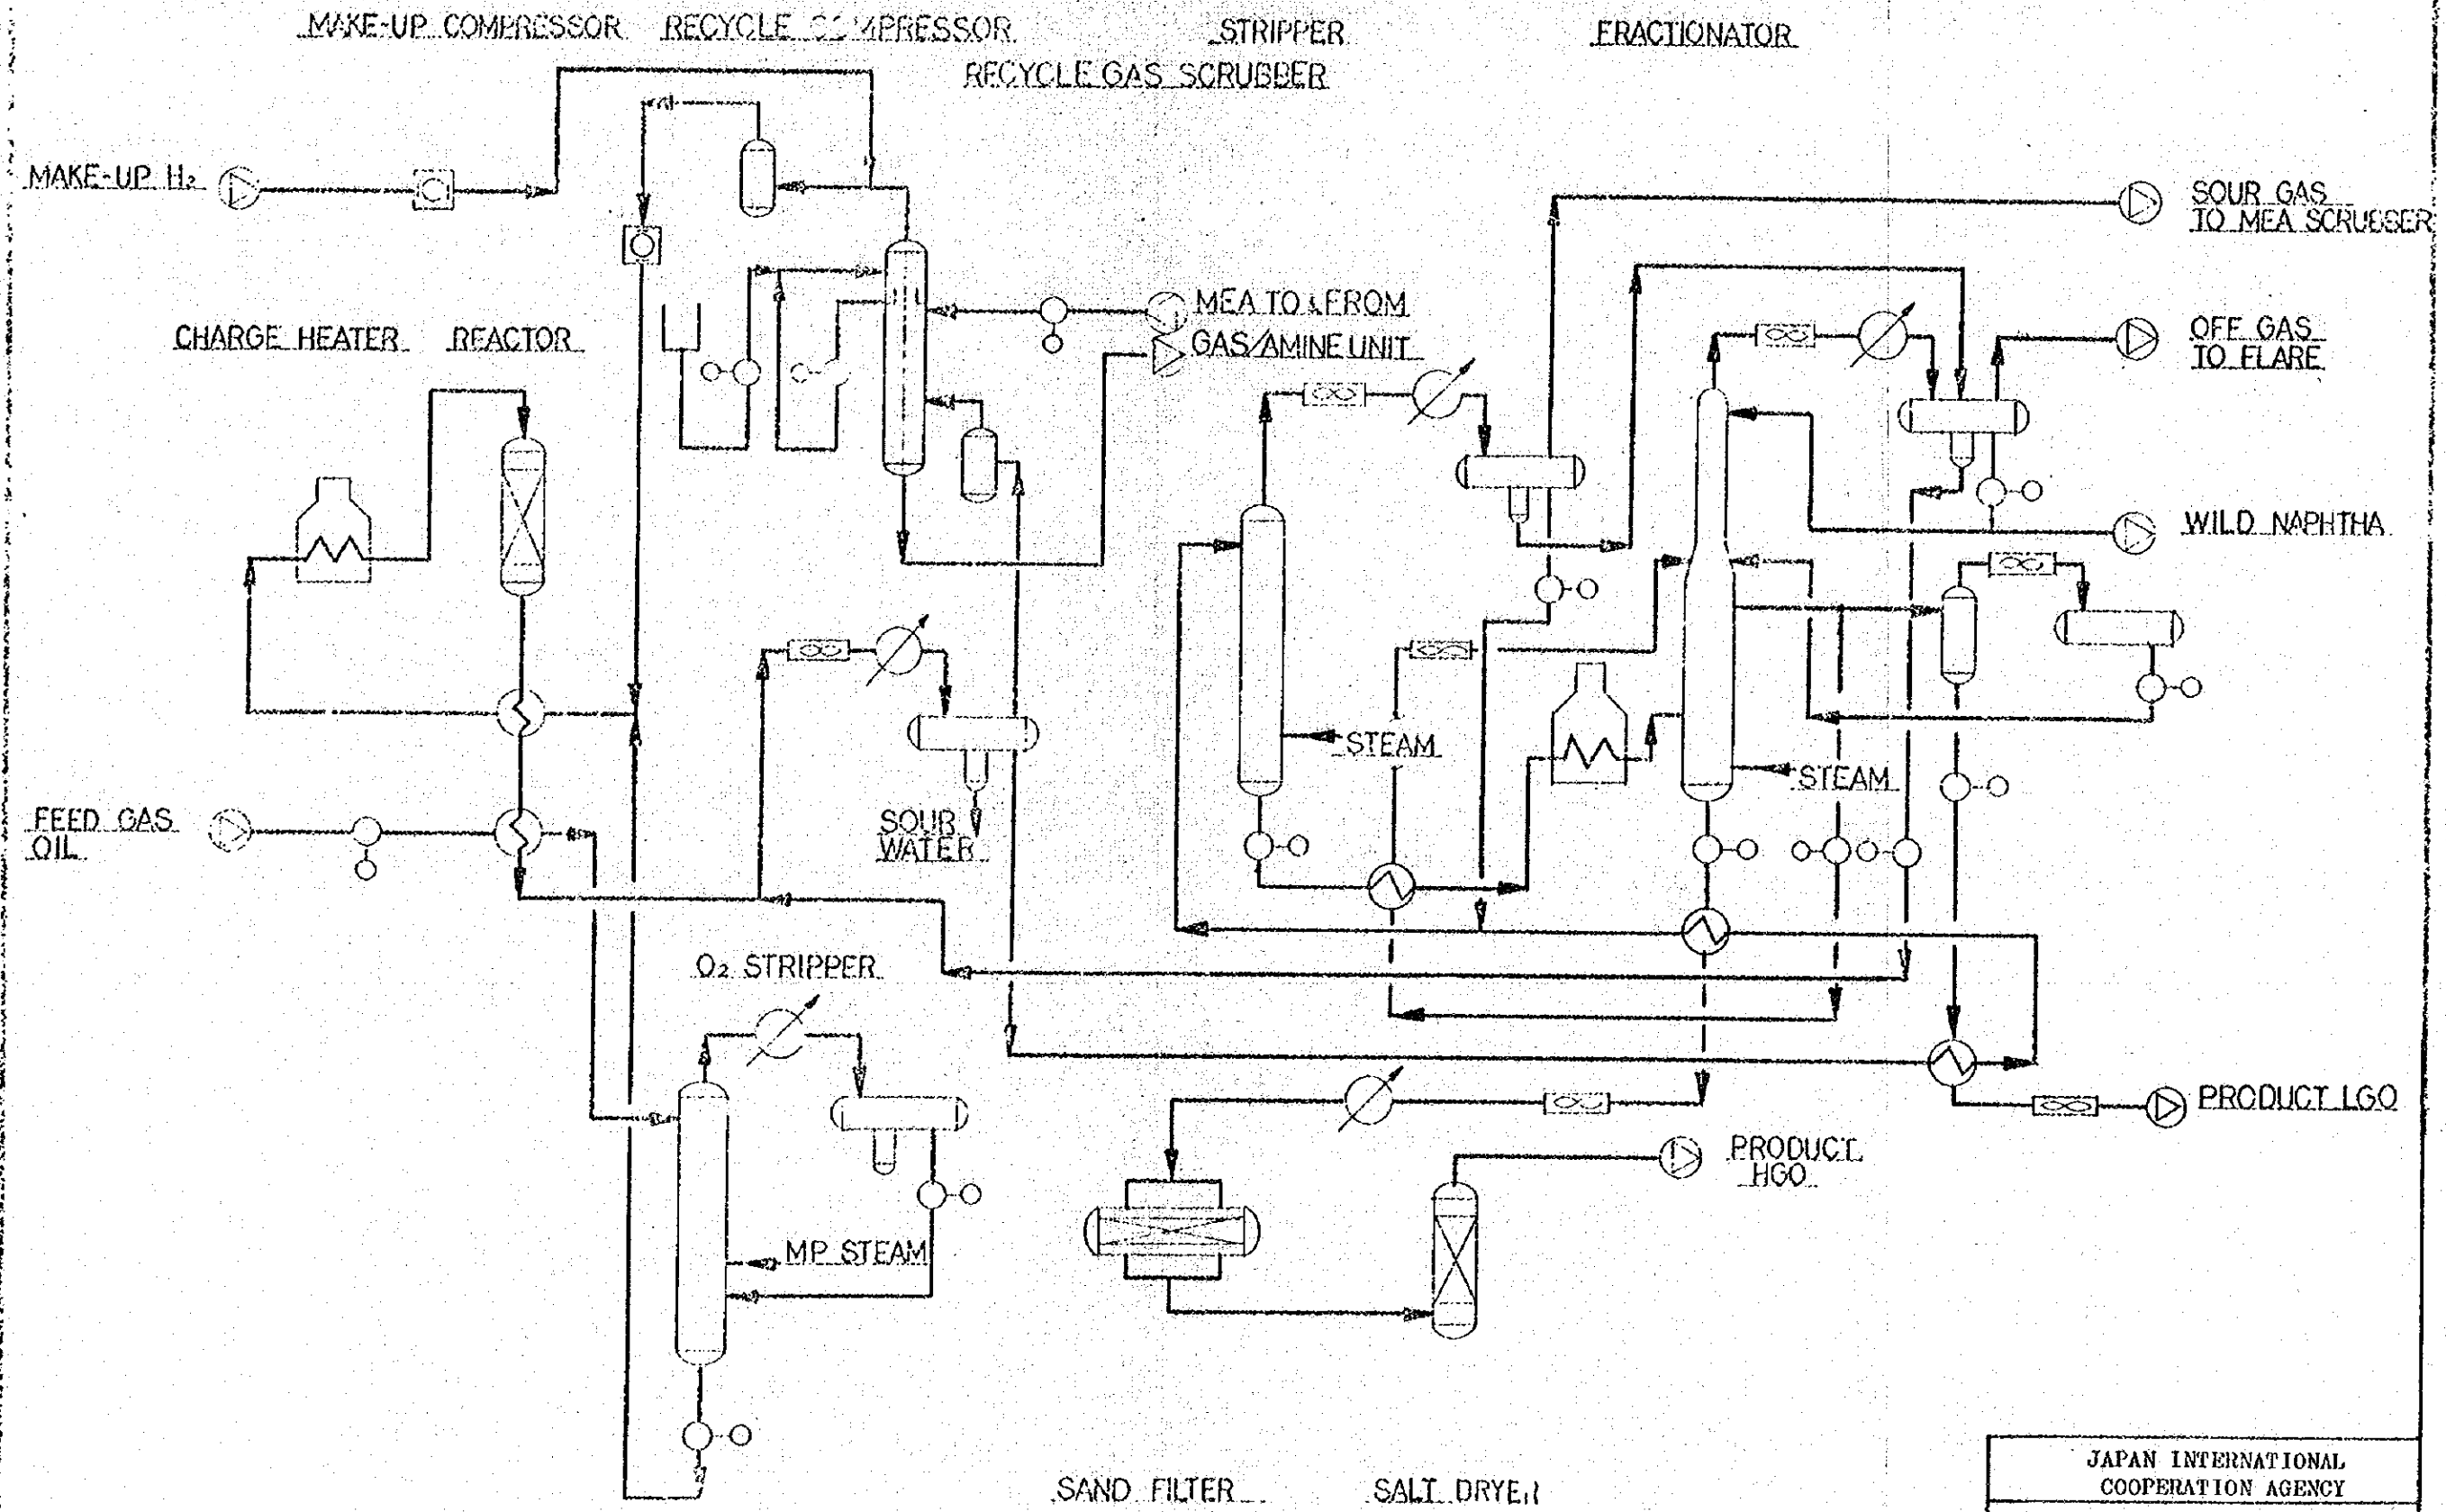 MAKE-UP COMPRESSOR
RECYCLE COMPRESSOR
STRIPPER
FRACTIONATOR
RECYCLE GAS SCRUBBER
MAKE-UP H₂
SOUR GAS
TO MEA SCRUBBER
MEA TO & FROM
GAS/AMINE UNIT
OFF GAS
TO FLARE
CHARGE HEATER
REACTOR
WILD NAPHTHA
STEAM
STEAM
FEED GAS
OIL
SOUR
WATER
O₂ STRIPPER
PRODUCT LGO
PRODUCT
HGO
MP STEAM
SAND FILTER
SALT DRYER
JAPAN INTERNATIONAL
COOPERATION AGENCY